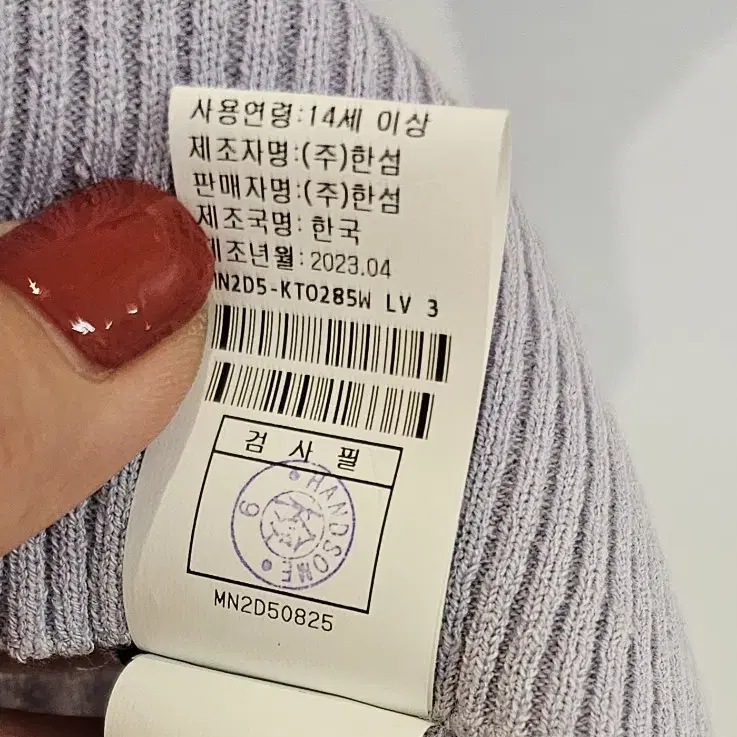 사용연령:14세 이상
제조자명:(주)한섬
판매자명:(주)한섬
제조국명: 한국
제조년월: 2023.04
MN2D5-KTO285W LV 3
검 사 필
HANDSOME
9
MN2D50825